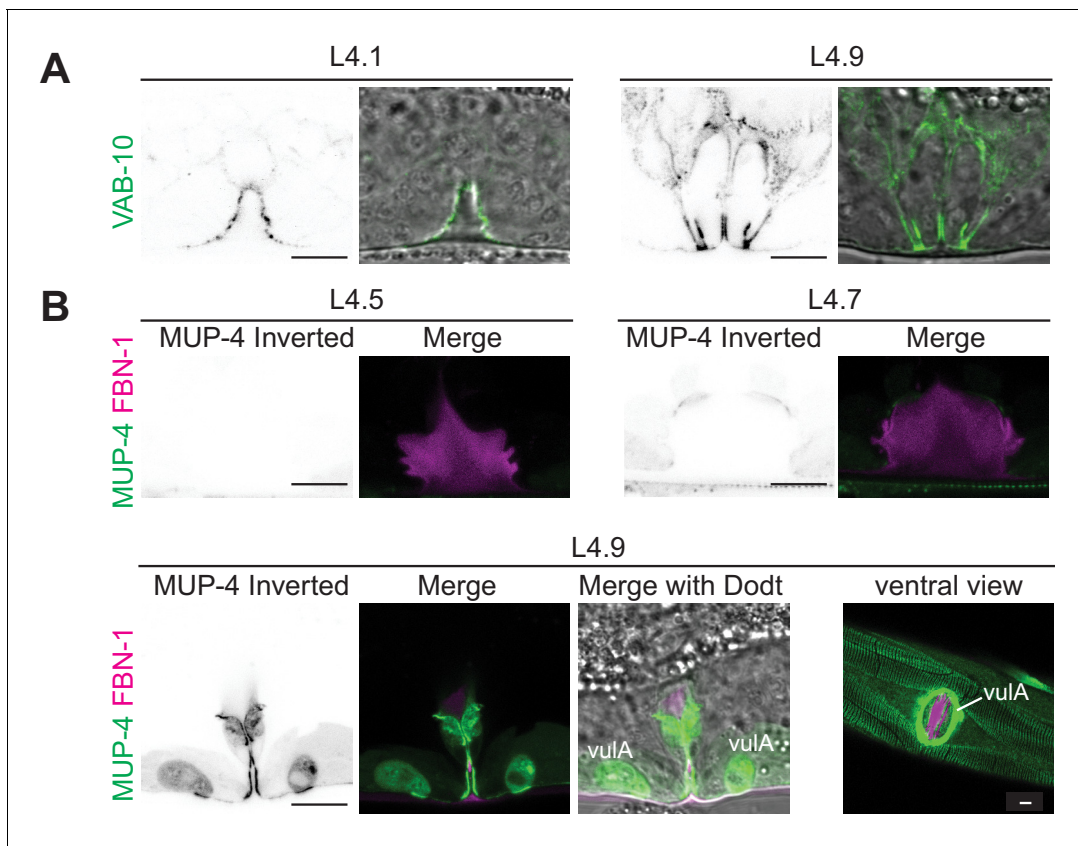 A
L4.1
L4.9
VAB-10
B
L4.5
L4.7
MUP-4 Inverted
Merge
MUP-4 Inverted
Merge
MUP-4 FBN-1
L4.9
MUP-4 Inverted
Merge
Merge with Dodt
ventral view
MUP-4 FBN-1
vulA
vulA
vulA